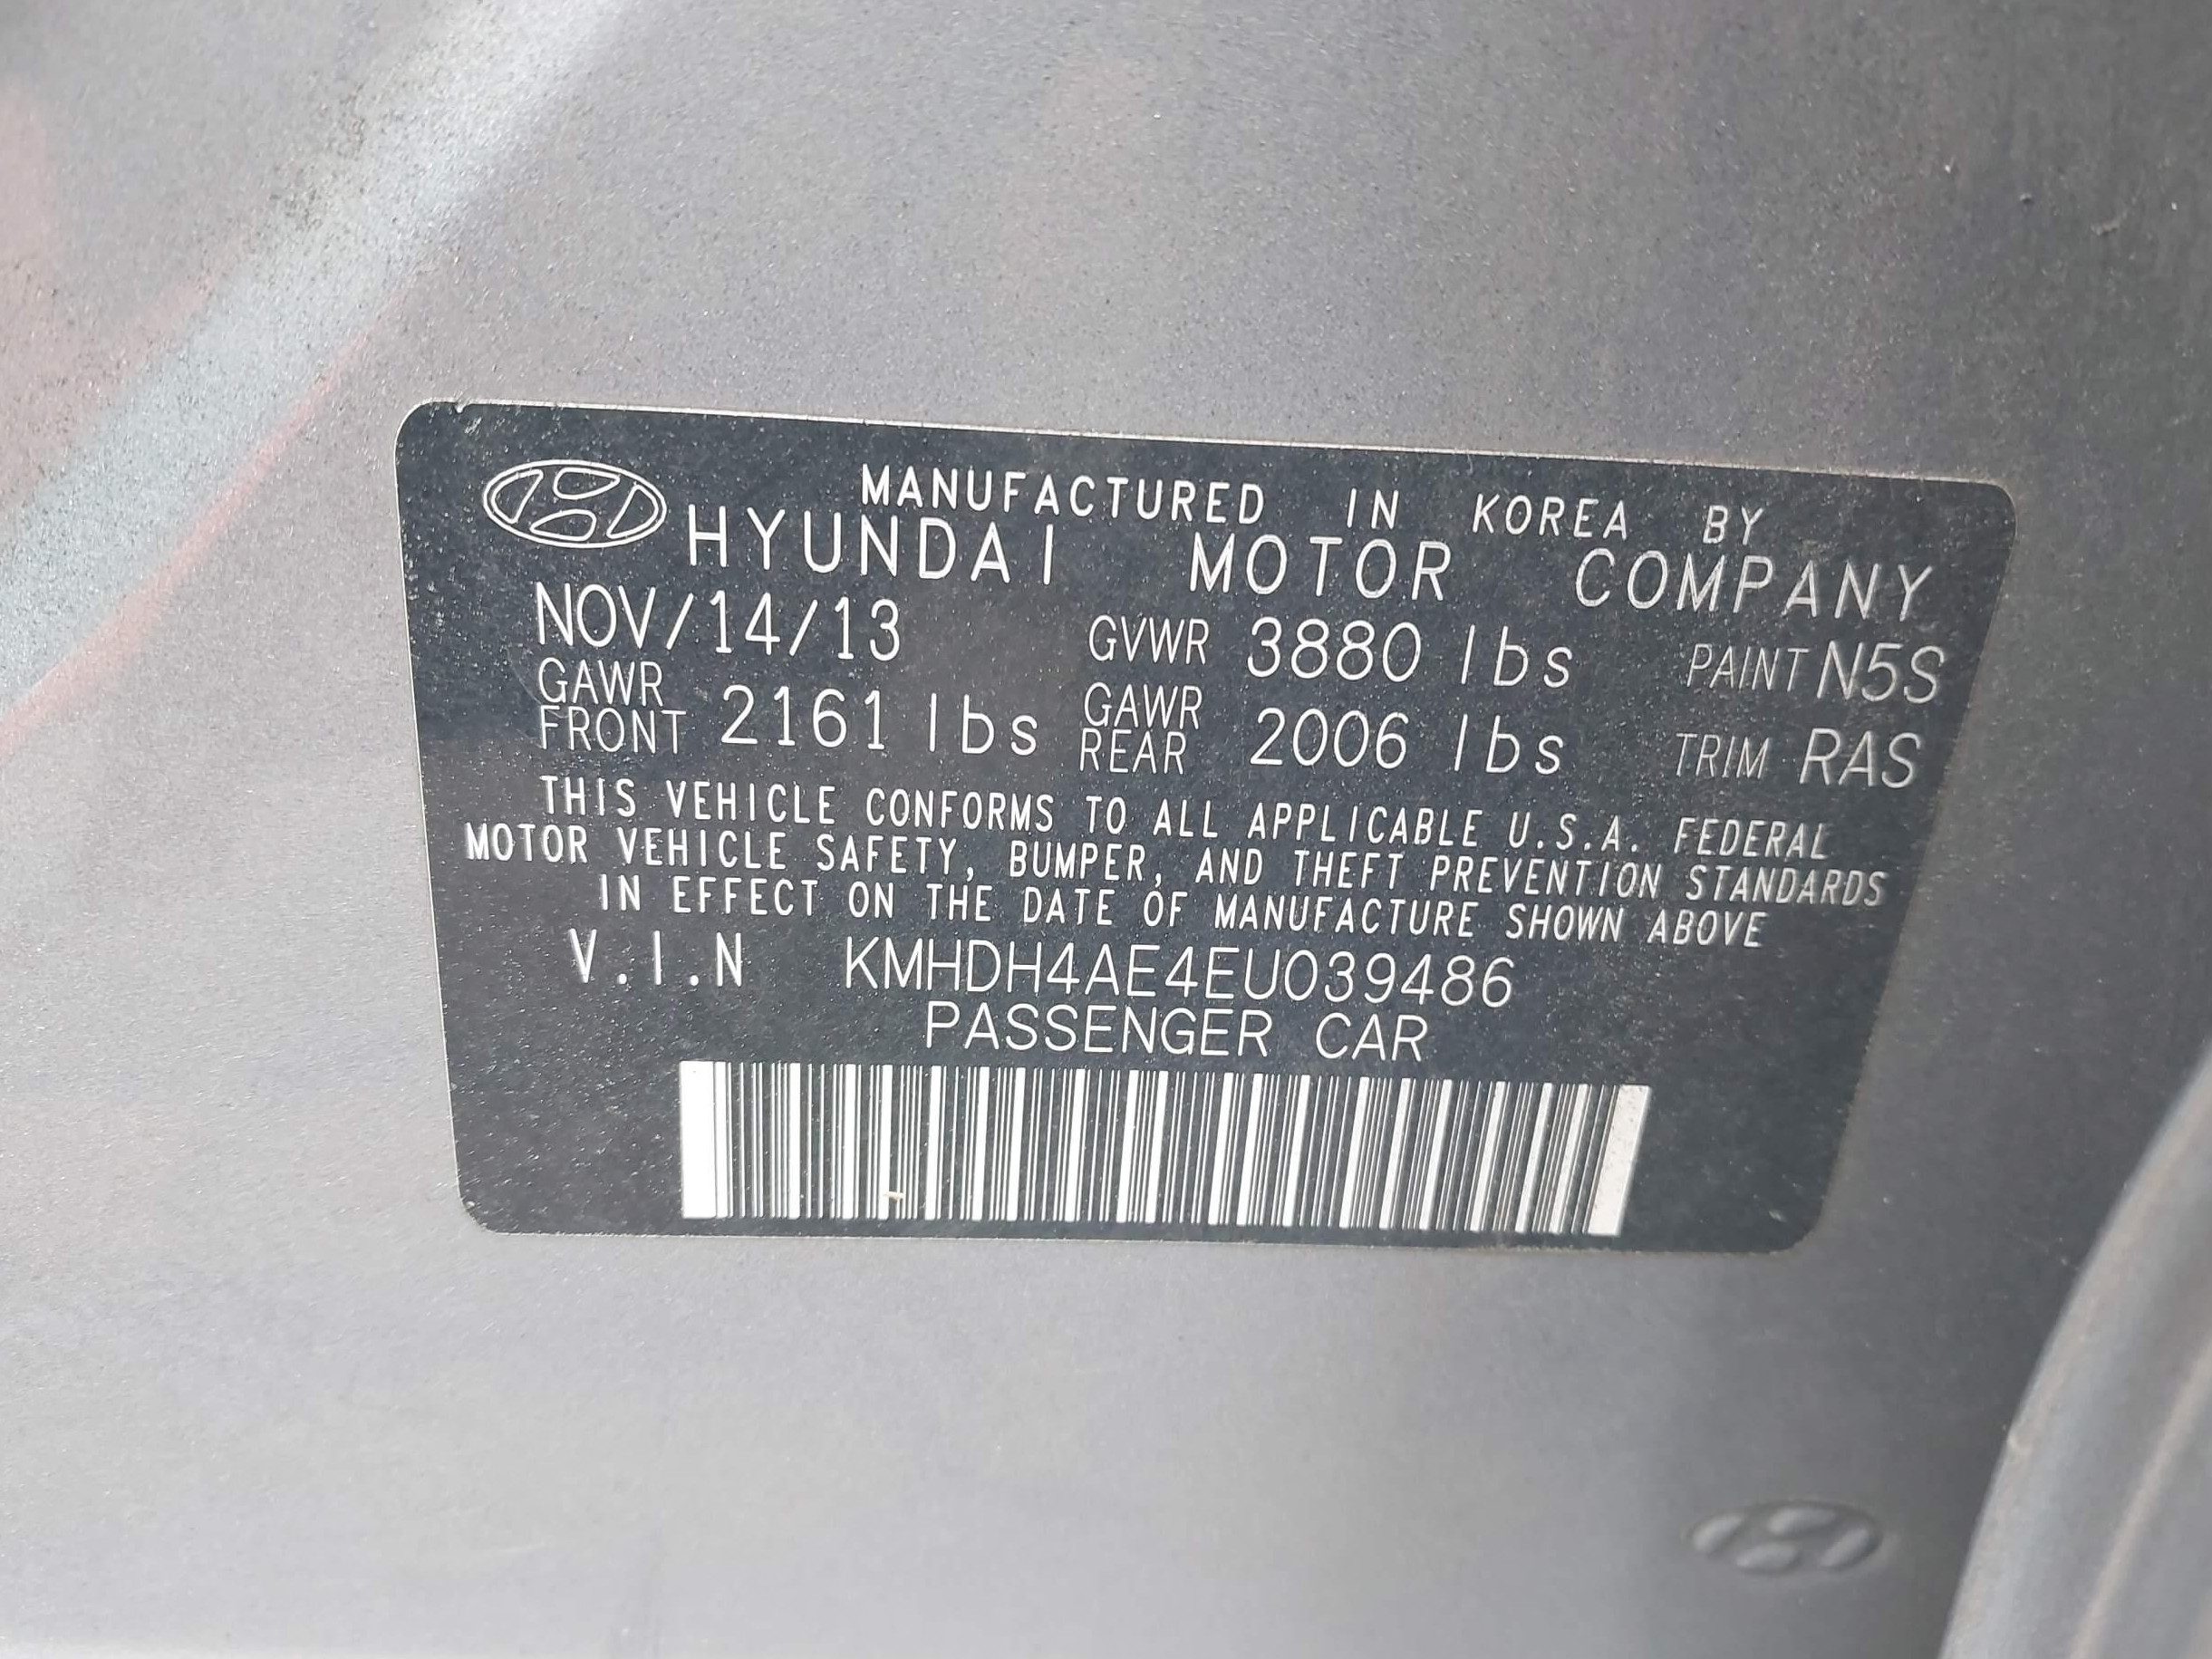 MANUFACTURED IN KOREA BY
HYUNDAI MOTOR COMPANY
NOV/14/13 GVWR 3880 lbs PAINT N5S
GAWR FRONT 2161 lbs GAWR REAR 2006 lbs TRIM RAS
THIS VEHICLE CONFORMS TO ALL APPLICABLE U.S.A. FEDERAL
MOTOR VEHICLE SAFETY, BUMPER, AND THEFT PREVENTION STANDARDS
IN EFFECT ON THE DATE OF MANUFACTURE SHOWN ABOVE
V.I.N KMHDH4AE4EU039486
PASSENGER CAR